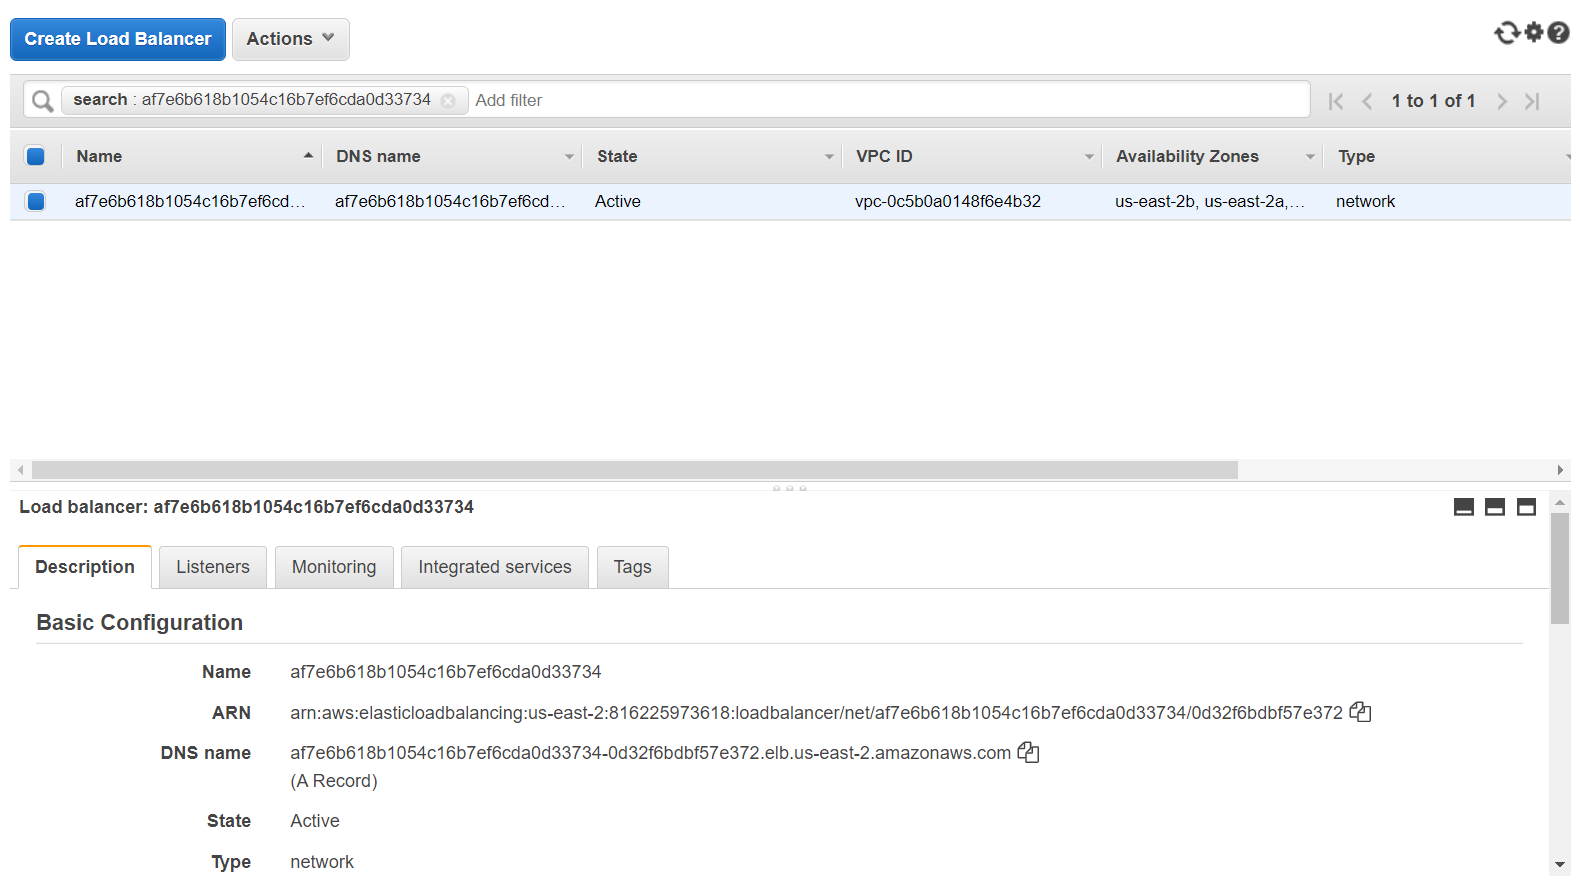 Create Load Balancer Actions
search : af7e6b618b1054c16b7ef6cda0d33734 Add filter 1 to 1 of 1
Name DNS name State VPC ID Availability Zones Type
af7e6b618b1054c16b7ef6cd... af7e6b618b1054c16b7ef6cd... Active vpc-0c5b0a0148f6e4b32 us-east-2b, us-east-2a,... network
Load balancer: af7e6b618b1054c16b7ef6cda0d33734
Description Listeners Monitoring Integrated services Tags
Basic Configuration
Name af7e6b618b1054c16b7ef6cda0d33734
ARN arn:aws:elasticloadbalancing:us-east-2:816225973618:loadbalancer/net/af7e6b618b1054c16b7ef6cda0d33734/0d32f6bdbf57e372
DNS name af7e6b618b1054c16b7ef6cda0d33734-0d32f6bdbf57e372.elb.us-east-2.amazonaws.com
(A Record)
State Active
Type network